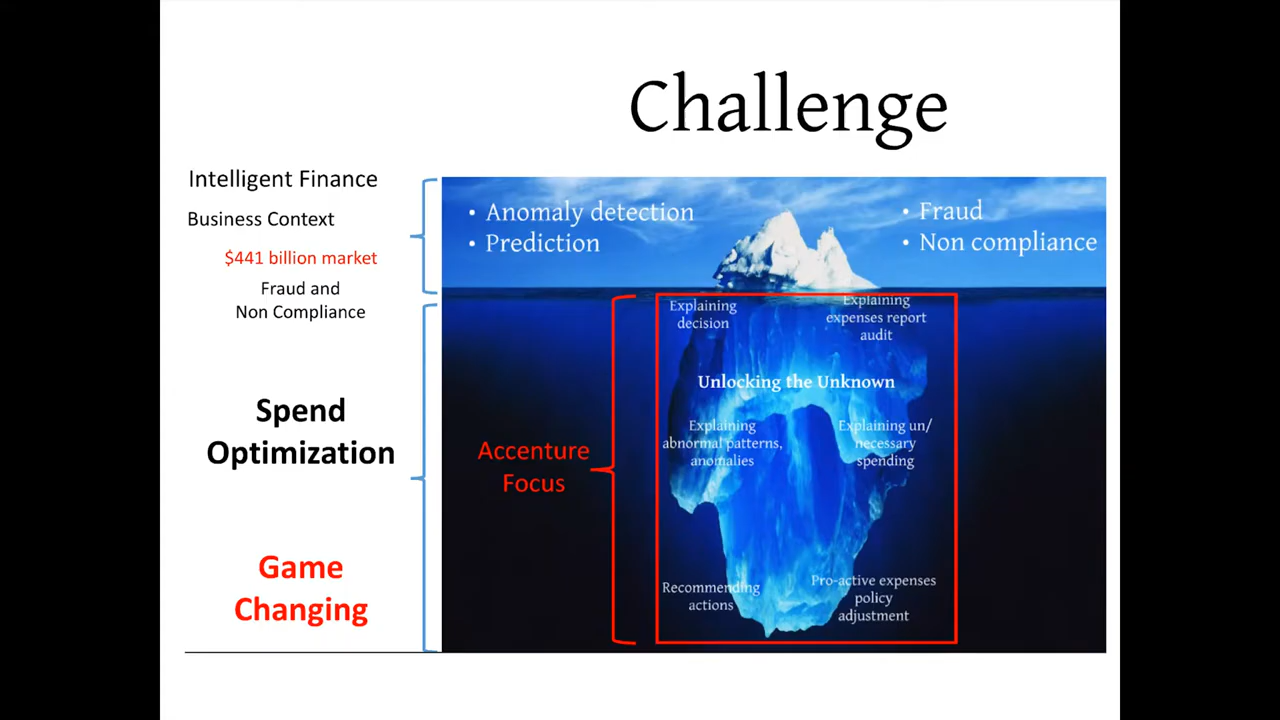 Challenge
Intelligent Finance
Business Context
$441 billion market
Fraud and
Non Compliance
Spend
Optimization
Game
Changing
• Anomaly detection
• Prediction
• Fraud
• Non compliance
Accenture
Focus
Explaining
decision
Explaining
expenses report
audit
Unlocking the Unknown
Explaining
abnormal patterns,
anomalies
Explaining un/
necessary
spending
Recommending
actions
Pro-active expenses
policy
adjustment